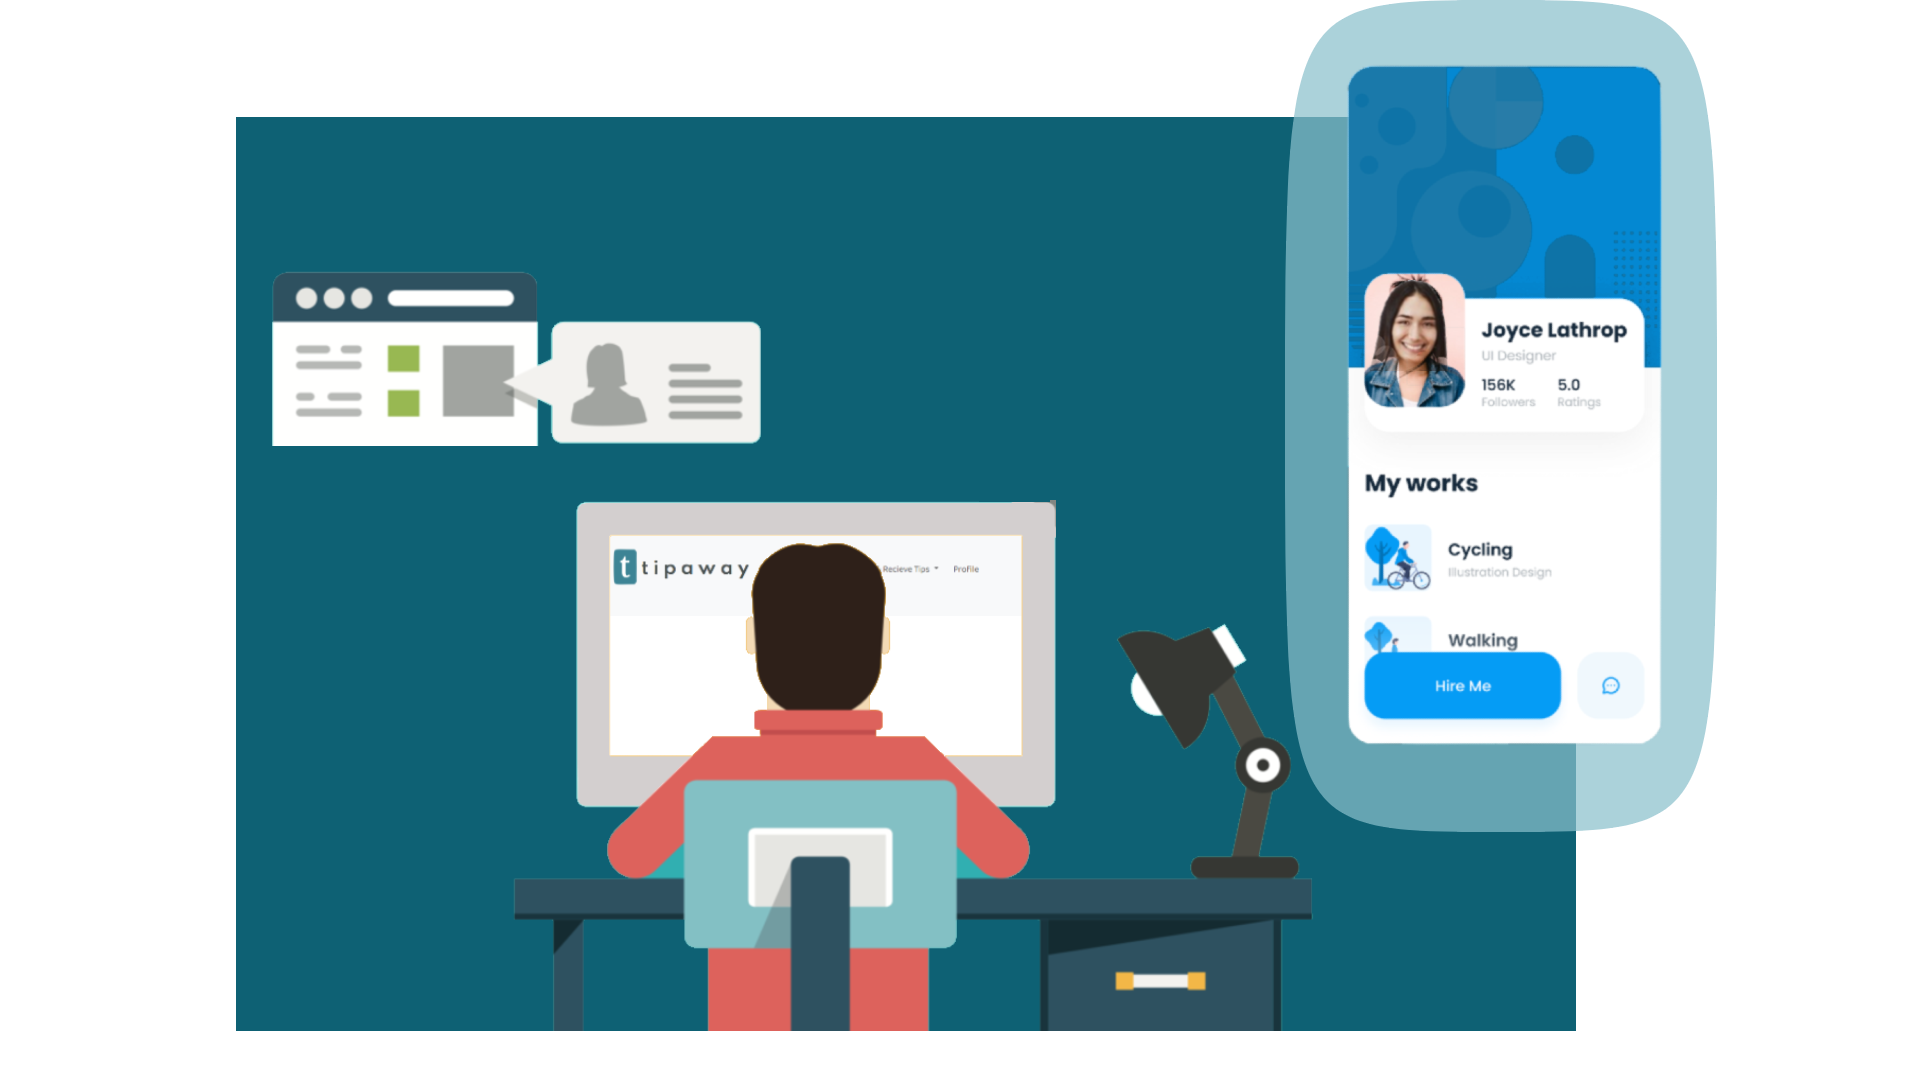 t tipaway
Recieve Tips
Profile
Joyce Lathrop
UI Designer
156K
5.0
Followers
Ratings
My works
Cycling
Illustration Design
Walking
Hire Me